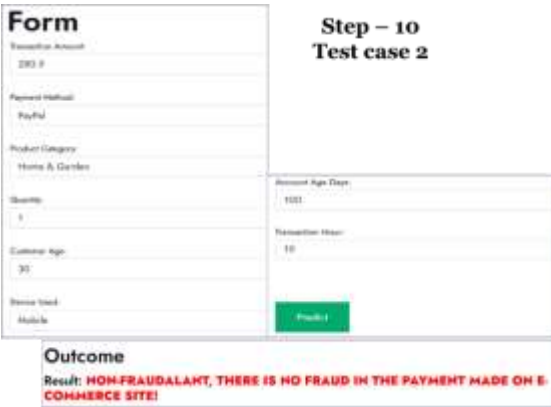 Form
Step – 10
Test case 2
Transaction Amount:
Payment Method:
PayPal
Product Category:
Home & Garden
Quantity:
1
Customer Age:
30
Device Used:
Mobile
Account Age Days:
100
Transaction Hour:
10
Predict
Outcome
Result: NON-FRAUDALANT, THERE IS NO FRAUD IN THE PAYMENT MADE ON E-
COMMERCE SITE!